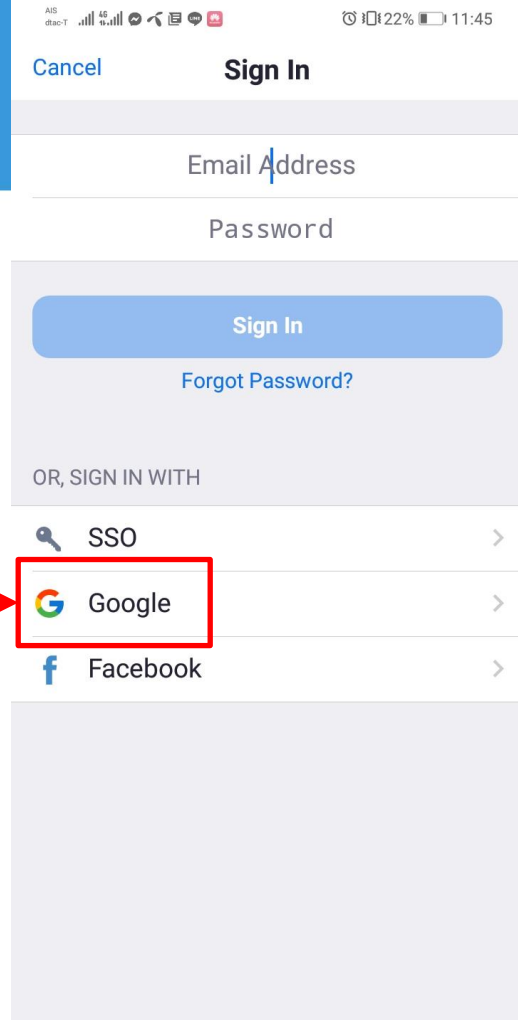 AIS
dtac-T 4G 22% 11:45
Cancel Sign In
Email Address
Password
Sign In
Forgot Password?
OR, SIGN IN WITH
SSO
Google
Facebook